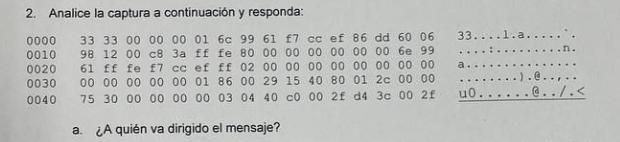 2. Analice la captura a continuación y responda:
0000 33 33 00 00 00 01 6c 99 61 f7 cc ef 86 dd 60 06 33....l.a.....`.
0010 98 12 00 c8 3a ff fe 80 00 00 00 00 00 00 6e 99 ....:.........n.
0020 61 ff fe f7 cc ef ff 02 00 00 00 00 00 00 00 00 a...............
0030 00 00 00 00 00 01 86 00 29 15 40 80 01 2c 00 00 ........).@..,..
0040 75 30 00 00 00 00 03 04 40 c0 00 2f d4 3c 00 2f u0......@../.<
a. ¿A quién va dirigido el mensaje?